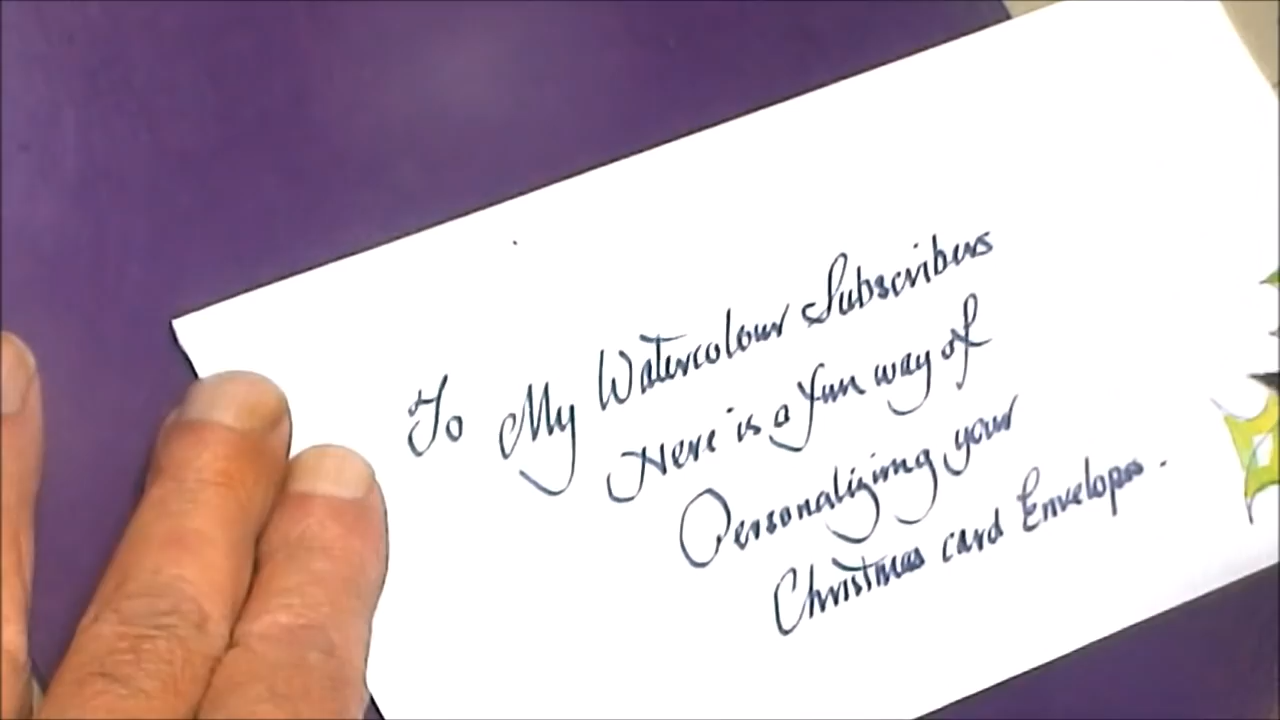 To My Watercolour Subscribers
Here is a fun way of
Personalizing your
Christmas card Envelopes.